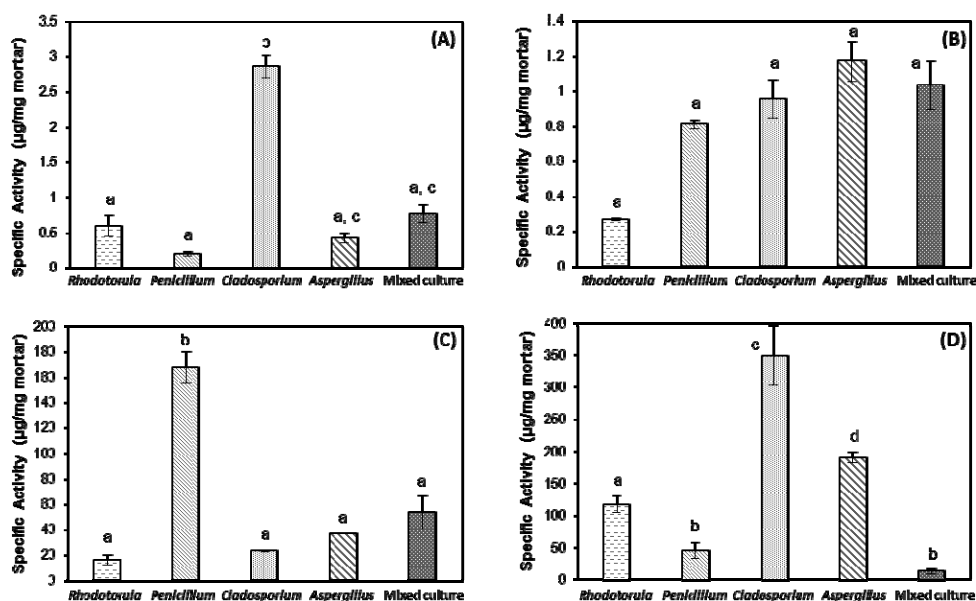 (A)
Specific Activity (µg/mg mortar)
3.5
3
2.5
2
1.5
1
0.5
0
a
a
c
a, c
a, c
Rhodotorula Penicillium Cladosporium Aspergillus Mixed culture
(B)
Specific Activity (µg/mg mortar)
1.4
1.2
1
0.8
0.6
0.4
0.2
0
a
a
a
a
a
Rhodotorula Penicillium Cladosporium Aspergillus Mixed culture
(C)
Specific Activity (µg/mg mortar)
200
180
160
140
120
100
80
60
40
20
0
a
b
a
a
a
Rhodotorula Penicillium Cladosporium Aspergillus Mixed culture
(D)
Specific Activity (µg/mg mortar)
400
350
300
250
200
150
100
50
0
a
b
c
d
b
Rhodotorula Penicillium Cladosporium Aspergillus Mixed culture